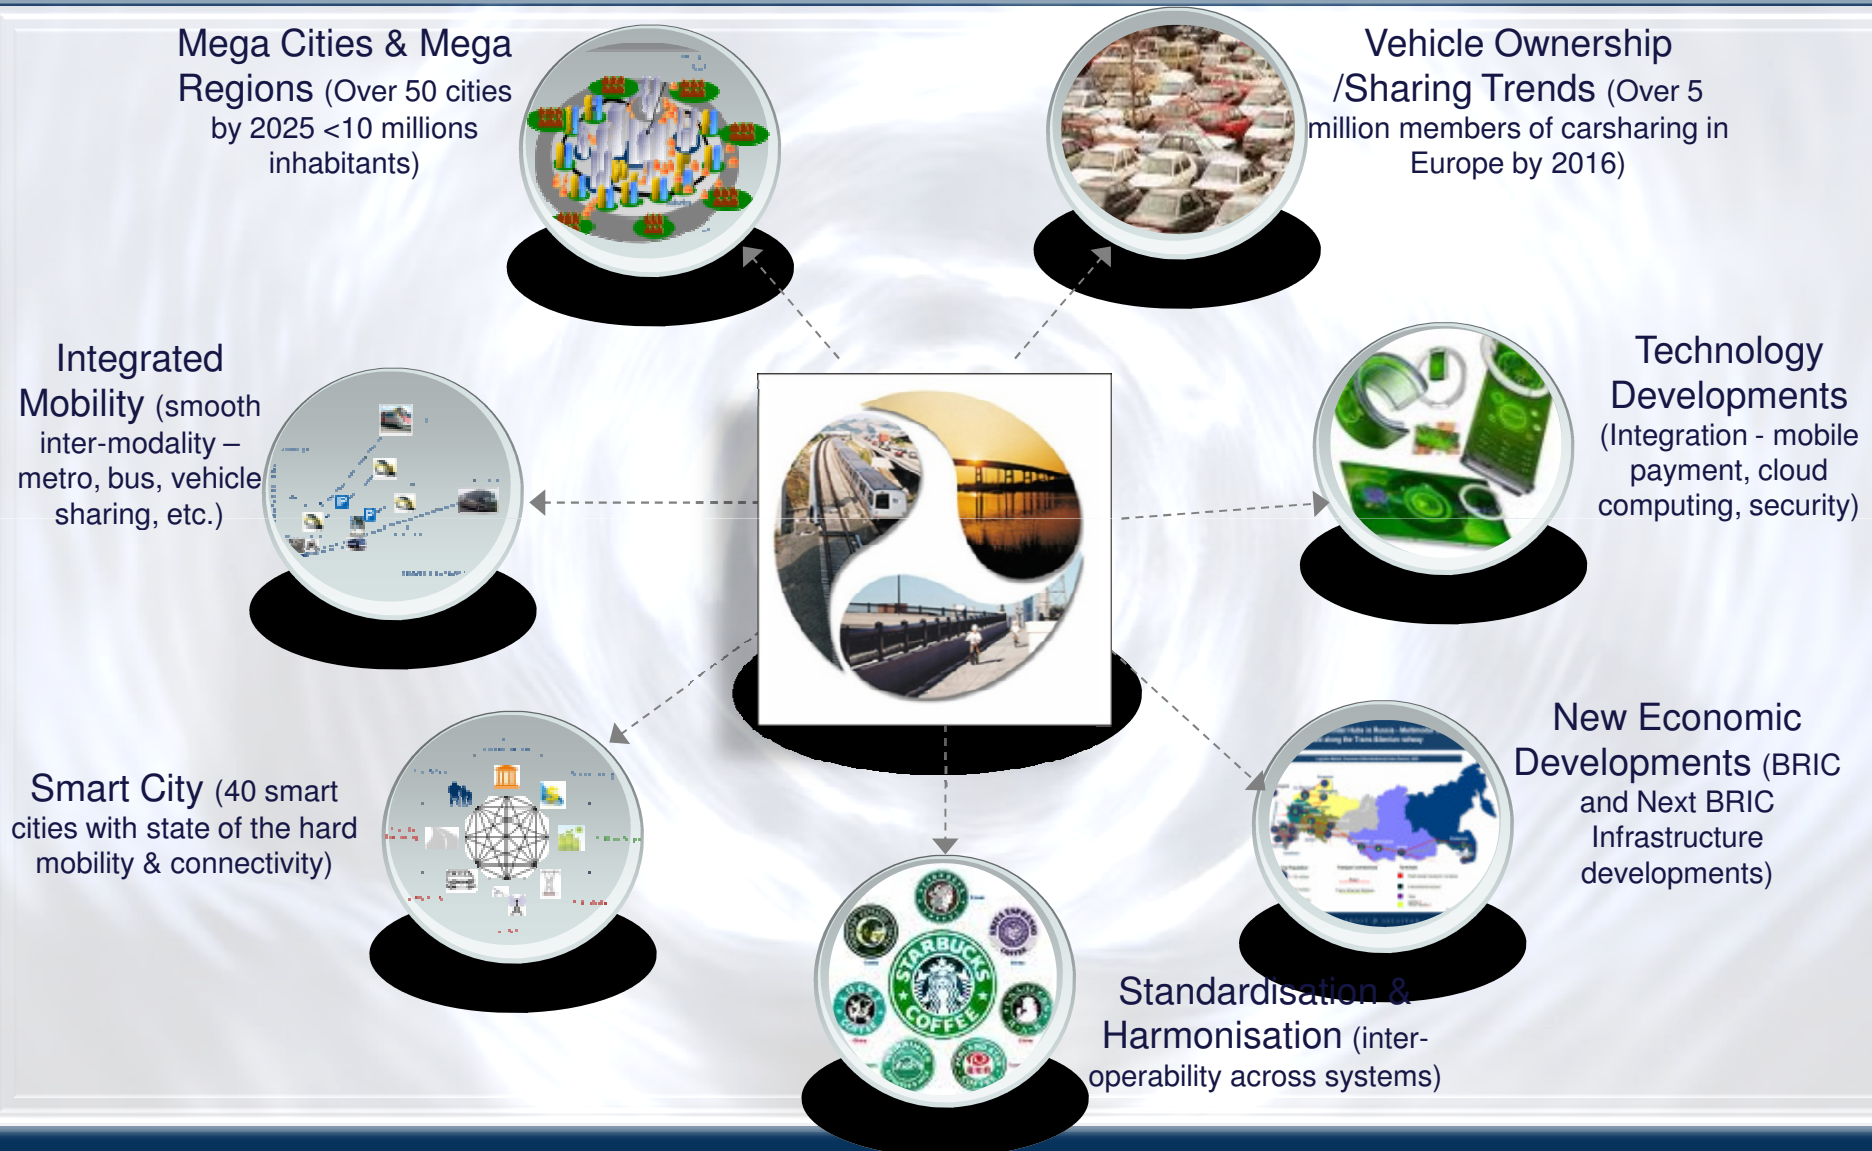 Mega Cities & Mega
Regions (Over 50 cities
by 2025 <10 millions
inhabitants)
Vehicle Ownership
/Sharing Trends (Over 5
million members of carsharing in
Europe by 2016)
Integrated
Mobility (smooth
inter-modality –
metro, bus, vehicle
sharing, etc.)
Technology
Developments
(Integration - mobile
payment, cloud
computing, security)
Smart City (40 smart
cities with state of the hard
mobility & connectivity)
New Economic
Developments (BRIC
and Next BRIC
Infrastructure
developments)
Standardisation &
Harmonisation (inter-
operability across systems)
STARBUCKS
COFFEE
P
P